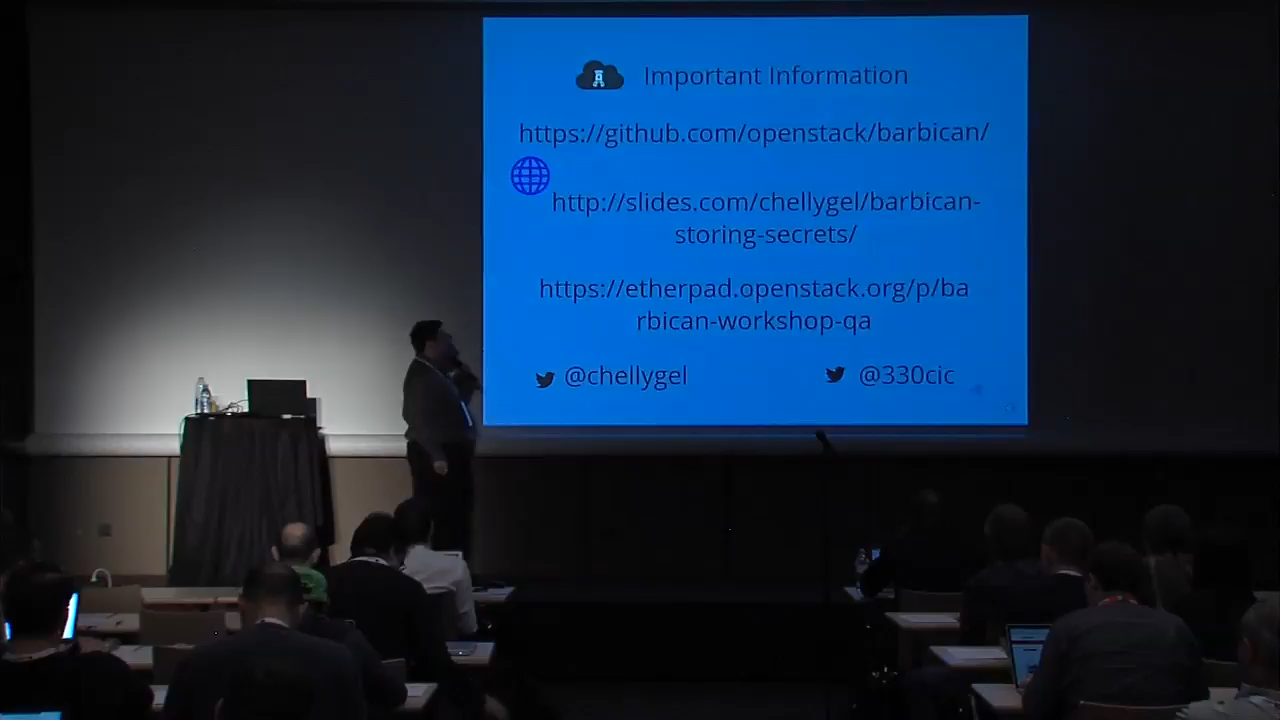 Important Information
https://github.com/openstack/barbican/
http://slides.com/chellygel/barbican-
storing-secrets/
https://etherpad.openstack.org/p/ba
rbican-workshop-qa
@chellygel @330cic